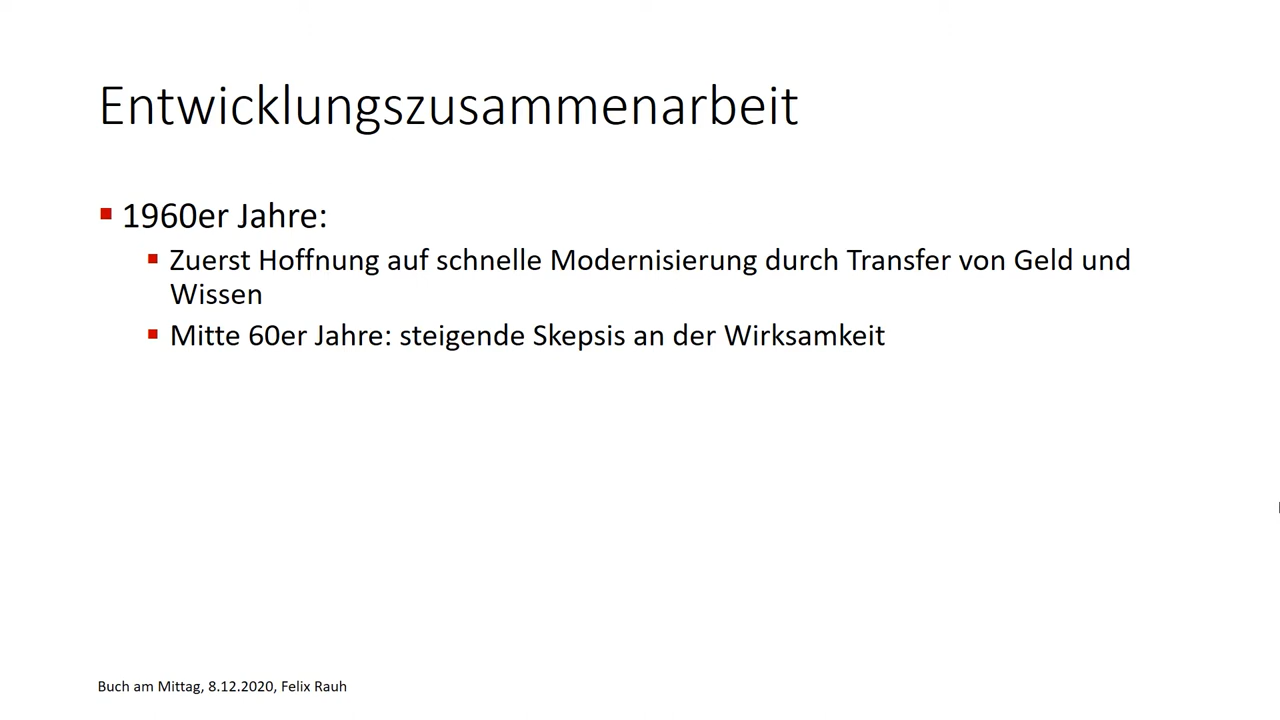 Entwicklungszusammenarbeit
1960er Jahre:
Zuerst Hoffnung auf schnelle Modernisierung durch Transfer von Geld und
Wissen
Mitte 60er Jahre: steigende Skepsis an der Wirksamkeit
Buch am Mittag, 8.12.2020, Felix Rauh